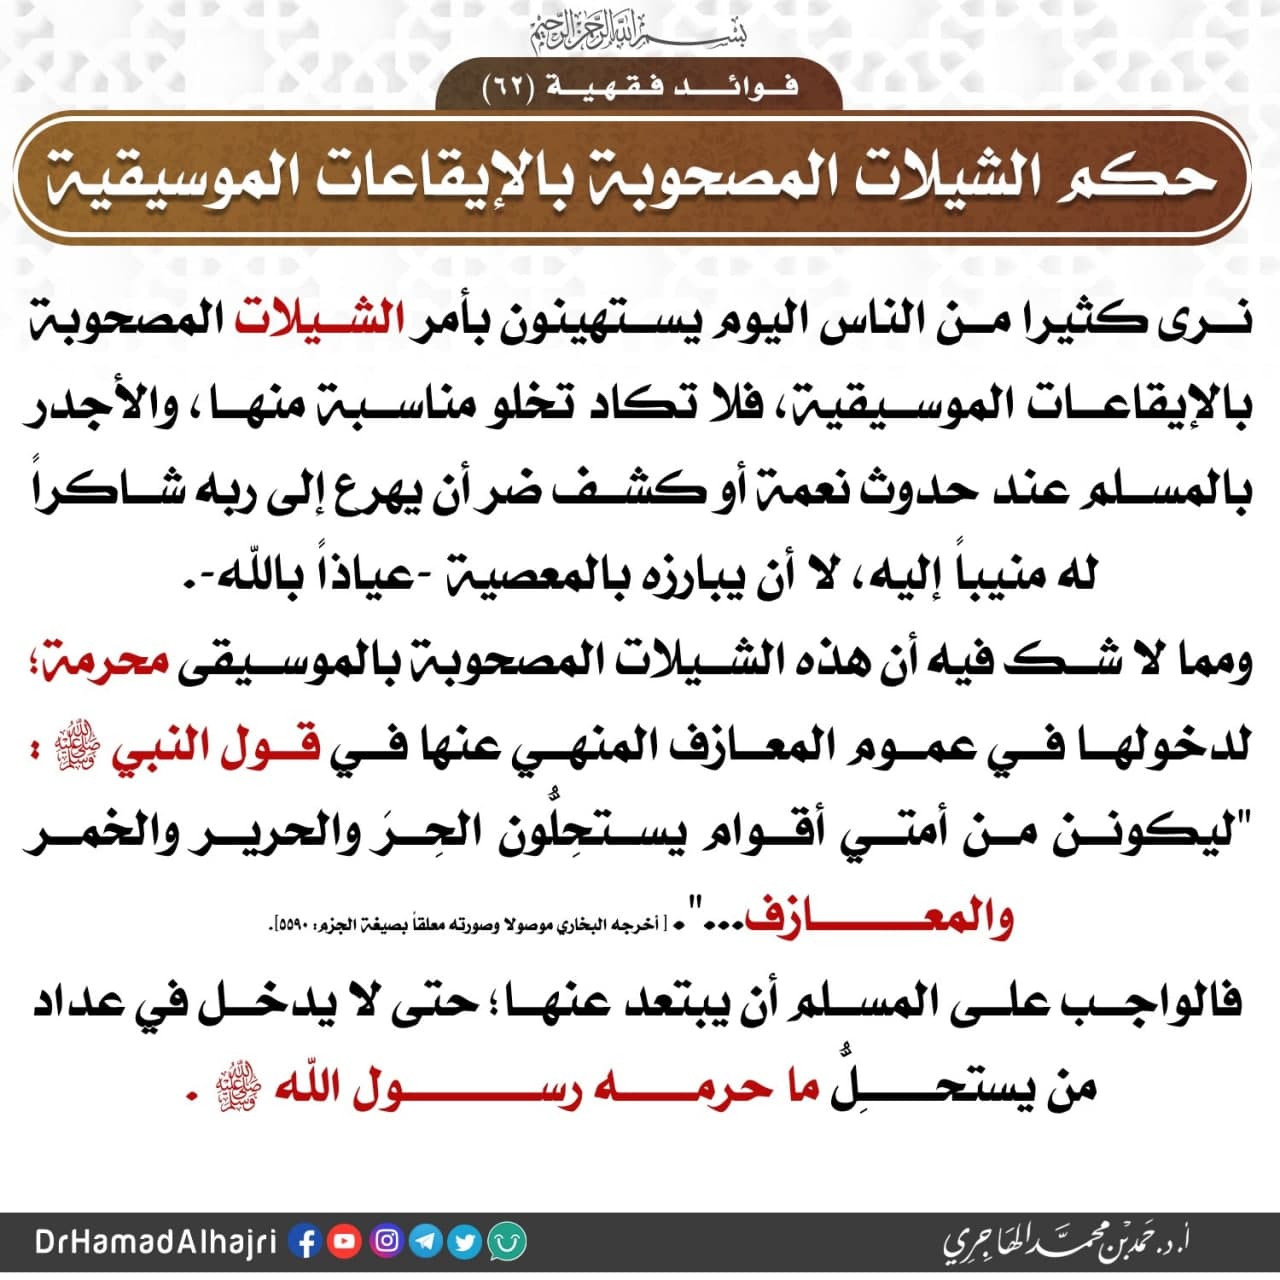 بسم الله الرحمن الرحيم
فوائد فقهية (٦٢)
حكم الشيلات المصحوبة بالإيقاعات الموسيقية
نرى كثيرا من الناس اليوم يستهينون بأمر الشيلات المصحوبة
بالإيقاعات الموسيقية، فلا تكاد تخلو مناسبة منها، والأجدر
بالمسلم عند حدوث نعمة أو كشف ضر أن يهرع إلى ربه شاكراً
له منيباً إليه، لا أن يبارزه بالمعصية -عياذاً بالله-.
ومما لا شك فيه أن هذه الشيلات المصحوبة بالموسيقى محرمة؛
لدخولها في عموم المعازف المنهي عنها في قول النبي ﷺ :
"ليكونن من أمتي أقوام يستحِلُّون الحِرَ والحرير والخمر
والمعازف...". [أخرجه البخاري موصولا وصورته معلقاً بصيغة الجزم: ٥٥٩٠].
فالواجب على المسلم أن يبتعد عنها؛ حتى لا يدخل في عداد
من يستحِلُّ ما حرمه رسول الله ﷺ .
أ.د. حمد بن محمد الهاجري
DrHamadAlhajri